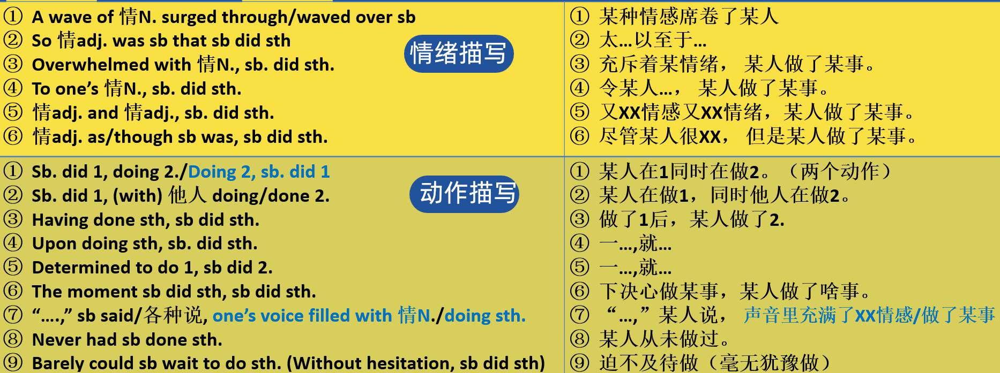 ① A wave of 情N. surged through/waved over sb
② So 情adj. was sb that sb did sth
③ Overwhelmed with 情N., sb. did sth.
④ To one’s 情N., sb. did sth.
⑤ 情adj. and 情adj., sb. did sth.
⑥ 情adj. as/though sb was, sb did sth.
情绪描写
① 某种情感席卷了某人
② 太…以至于…
③ 充斥着某情绪， 某人做了某事。
④ 令某人…， 某人做了某事。
⑤ 又XX情感又XX情绪，某人做了某事。
⑥ 尽管某人很XX， 但是某人做了某事。
① Sb. did 1, doing 2./Doing 2, sb. did 1
② Sb. did 1, (with) 他人 doing/done 2.
③ Having done sth, sb did sth.
④ Upon doing sth, sb. did sth.
⑤ Determined to do 1, sb did 2.
⑥ The moment sb did sth, sb did sth.
⑦ “….,” sb said/各种说, one’s voice filled with 情N./doing sth.
⑧ Never had sb done sth.
⑨ Barely could sb wait to do sth. (Without hesitation, sb did sth)
动作描写
① 某人在1同时在做2。（两个动作）
② 某人在做1，同时他人在做2。
③ 做了1后，某人做了2.
④ 一…,就…
⑤ 一…,就…
⑥ 下决心做某事，某人做了啥事。
⑦ “…,”某人说， 声音里充满了XX情感/做了某事
⑧ 某人从未做过。
⑨ 迫不及待做（毫无犹豫做）